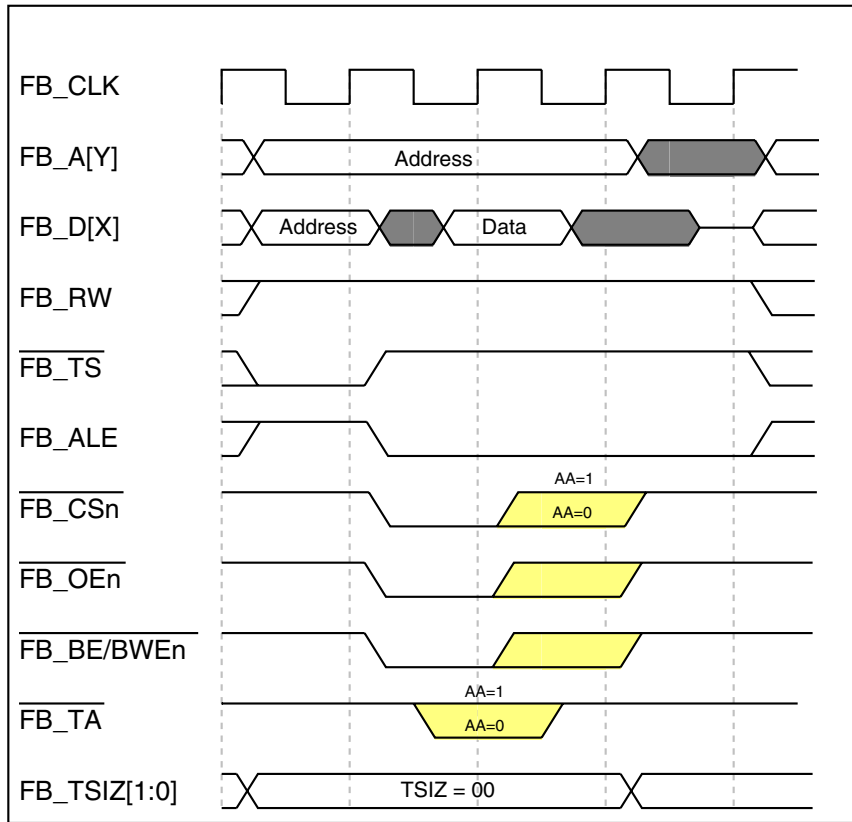 FB_CLK
FB_A[Y] Address
FB_D[X] Address Data
FB_RW
FB_TS
FB_ALE
AA=1
FB_CSn AA=0
FB_OEn
FB_BE/BWEn
AA=1
FB_TA AA=0
FB_TSIZ[1:0] TSIZ = 00